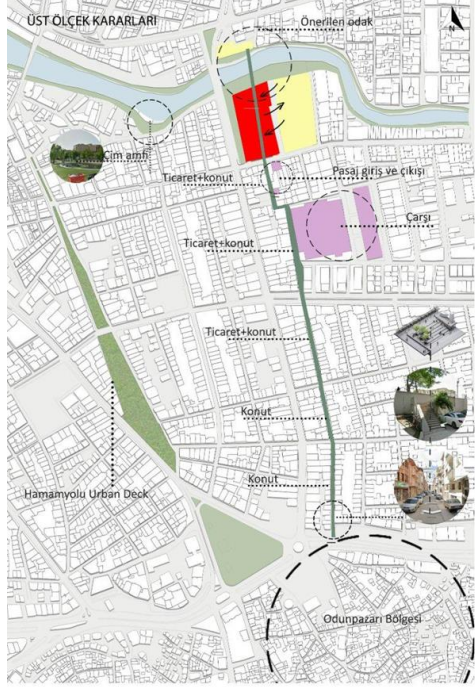 ÜST ÖLÇEK KARARLARI
Önerilen odak
N
Çim amfi
Ticaret+konut
Pasaj giriş ve çıkışı
Çarşı
Ticaret+konut
Ticaret+konut
Konut
Konut
Hamamyolu Urban Deck
Odunpazarı Bölgesi